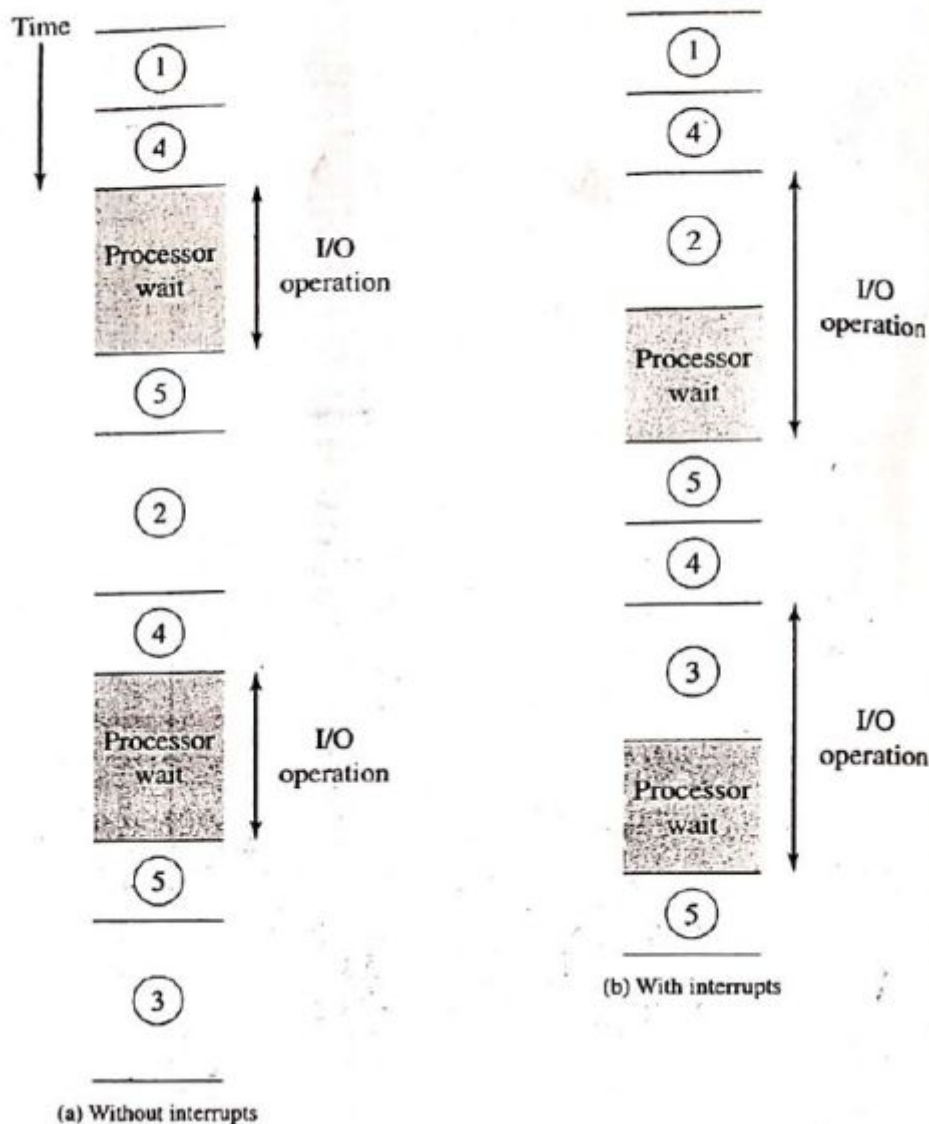 Time
1
4
Processor
wait
I/O
operation
5
2
4
Processor
wait
I/O
operation
5
3
(a) Without interrupts
1
4
2
I/O
operation
Processor
wait
5
4
3
I/O
operation
Processor
wait
5
(b) With interrupts